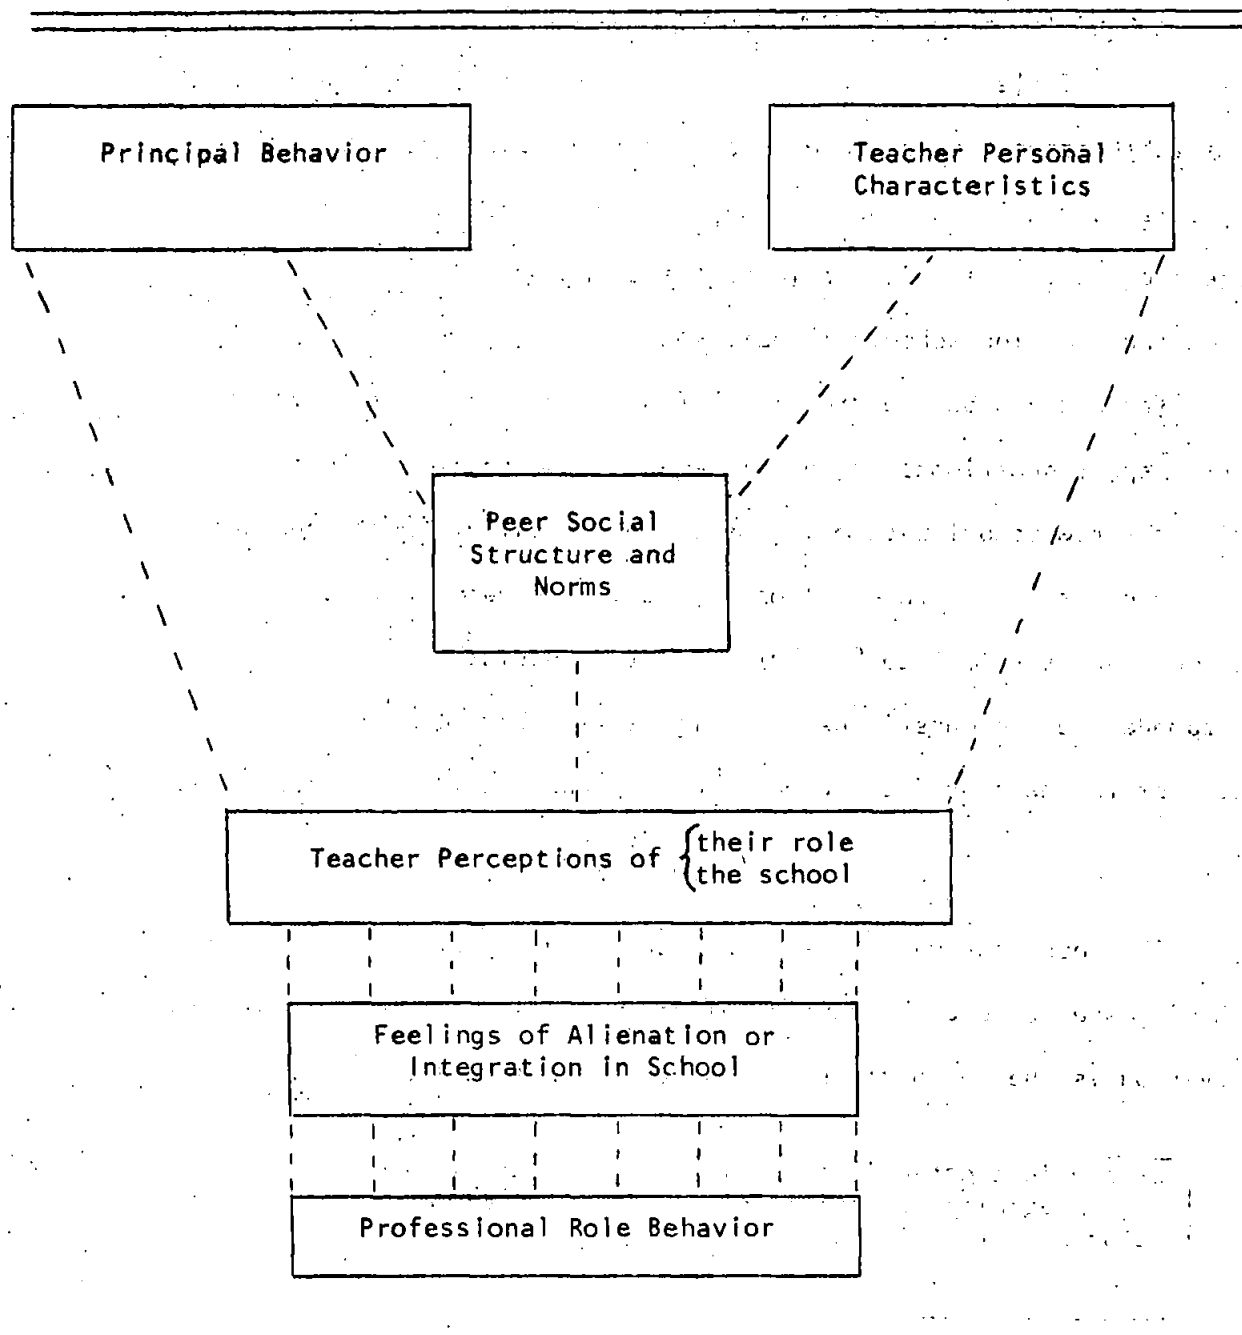 Principal Behavior
Teacher Personal
Characteristics
Peer Social
Structure and
Norms
Teacher Perceptions of {their role
{the school
Feelings of Alienation or
Integration in School
Professional Role Behavior